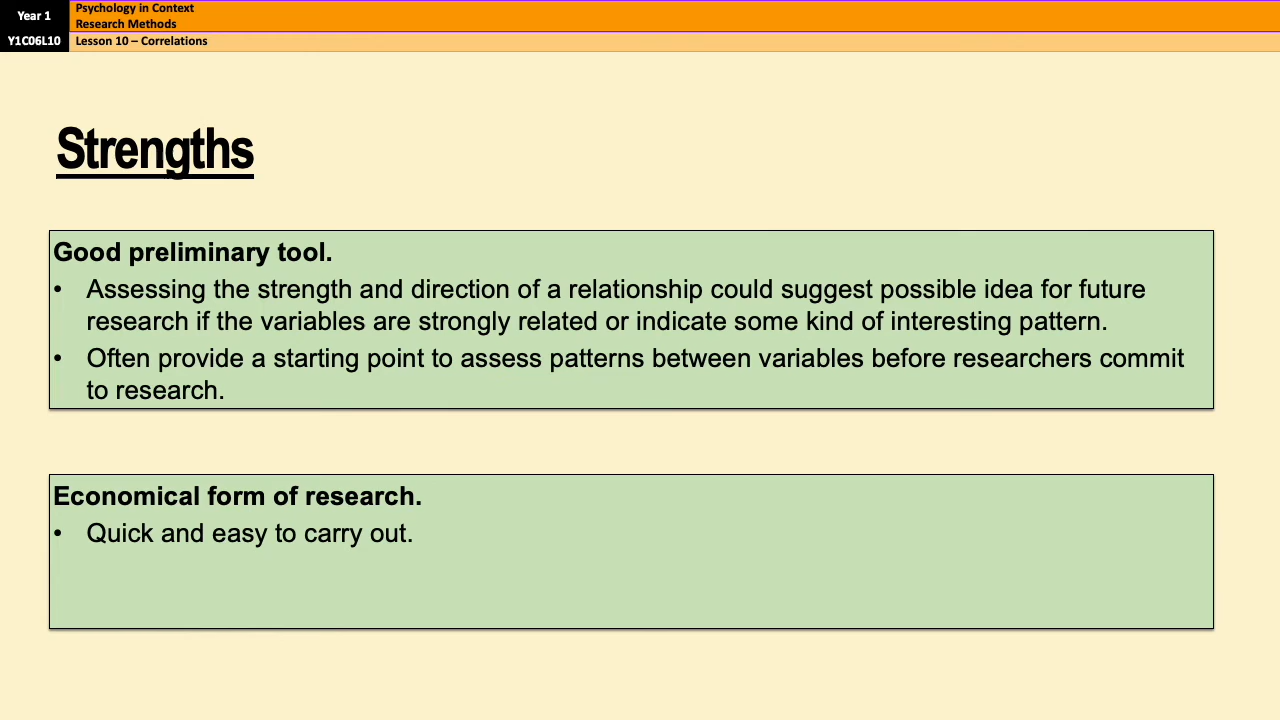 Year 1
Psychology in Context
Research Methods
Y1C06L10
Lesson 10 – Correlations
Strengths
Good preliminary tool.
• Assessing the strength and direction of a relationship could suggest possible idea for future
research if the variables are strongly related or indicate some kind of interesting pattern.
• Often provide a starting point to assess patterns between variables before researchers commit
to research.
Economical form of research.
• Quick and easy to carry out.